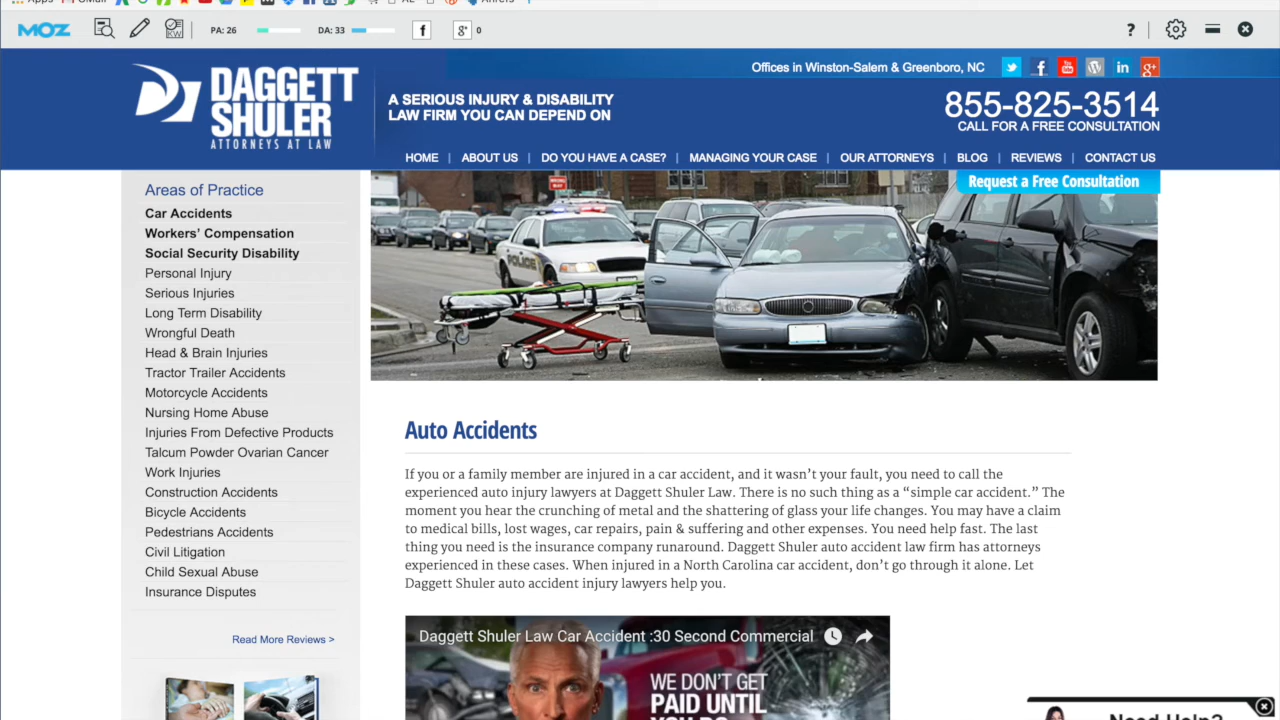 Apps
Gmail
Ahrefs
MOZ
KW
PA: 26
DA: 33
0
?
Offices in Winston-Salem & Greenboro, NC
DAGGETT
SHULER
ATTORNEYS AT LAW
A SERIOUS INJURY & DISABILITY
LAW FIRM YOU CAN DEPEND ON
855-825-3514
CALL FOR A FREE CONSULTATION
HOME | ABOUT US | DO YOU HAVE A CASE? | MANAGING YOUR CASE | OUR ATTORNEYS | BLOG | REVIEWS | CONTACT US
Request a Free Consultation
Areas of Practice
Car Accidents
Workers' Compensation
Social Security Disability
Personal Injury
Serious Injuries
Long Term Disability
Wrongful Death
Head & Brain Injuries
Tractor Trailer Accidents
Motorcycle Accidents
Nursing Home Abuse
Injuries From Defective Products
Talcum Powder Ovarian Cancer
Work Injuries
Construction Accidents
Bicycle Accidents
Pedestrians Accidents
Civil Litigation
Child Sexual Abuse
Insurance Disputes
Read More Reviews >
Auto Accidents
If you or a family member are injured in a car accident, and it wasn't your fault, you need to call the
experienced auto injury lawyers at Daggett Shuler Law. There is no such thing as a “simple car accident.” The
moment you hear the crunching of metal and the shattering of glass your life changes. You may have a claim
to medical bills, lost wages, car repairs, pain & suffering and other expenses. You need help fast. The last
thing you need is the insurance company runaround. Daggett Shuler auto accident law firm has attorneys
experienced in these cases. When injured in a North Carolina car accident, don't go through it alone. Let
Daggett Shuler auto accident injury lawyers help you.
Daggett Shuler Law Car Accident :30 Second Commercial
WE DON'T GET
PAID UNTIL
YOU DO
Need Help?